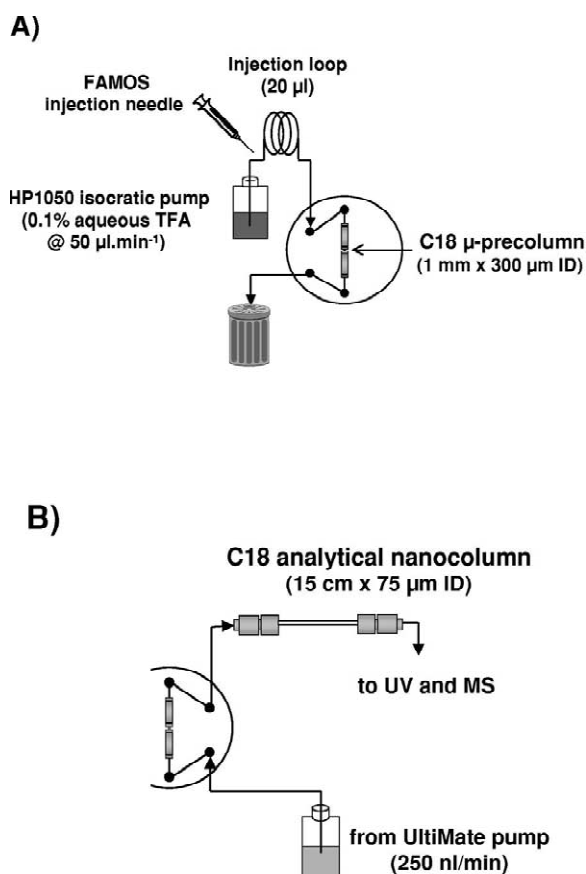 A)
FAMOS
injection needle
Injection loop
(20 µl)
HP1050 isocratic pump
(0.1% aqueous TFA
@ 50 µl.min⁻¹)
C18 µ-precolumn
(1 mm x 300 µm ID)
B)
C18 analytical nanocolumn
(15 cm x 75 µm ID)
to UV and MS
from UltiMate pump
(250 nl/min)